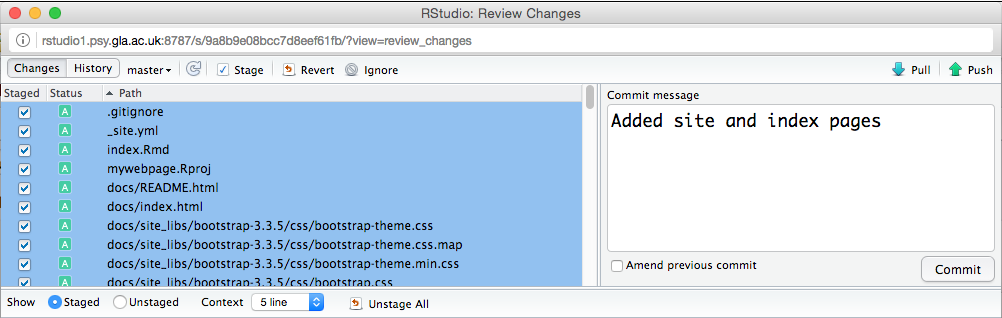 RStudio: Review Changes
rstudio1.psy.gla.ac.uk:8787/s/9a8b9e08bcc7d8eef61fb/?view=review_changes
Changes History master Stage Revert Ignore Pull Push
Staged Status Path
A .gitignore
A _site.yml
A index.Rmd
A mywebpage.Rproj
A docs/README.html
A docs/index.html
A docs/site_libs/bootstrap-3.3.5/css/bootstrap-theme.css
A docs/site_libs/bootstrap-3.3.5/css/bootstrap-theme.css.map
A docs/site_libs/bootstrap-3.3.5/css/bootstrap-theme.min.css
A docs/site_libs/bootstrap-3.3.5/css/bootstrap.css
Commit message
Added site and index pages
Amend previous commit
Commit
Show Staged Unstaged Context 5 line Unstage All